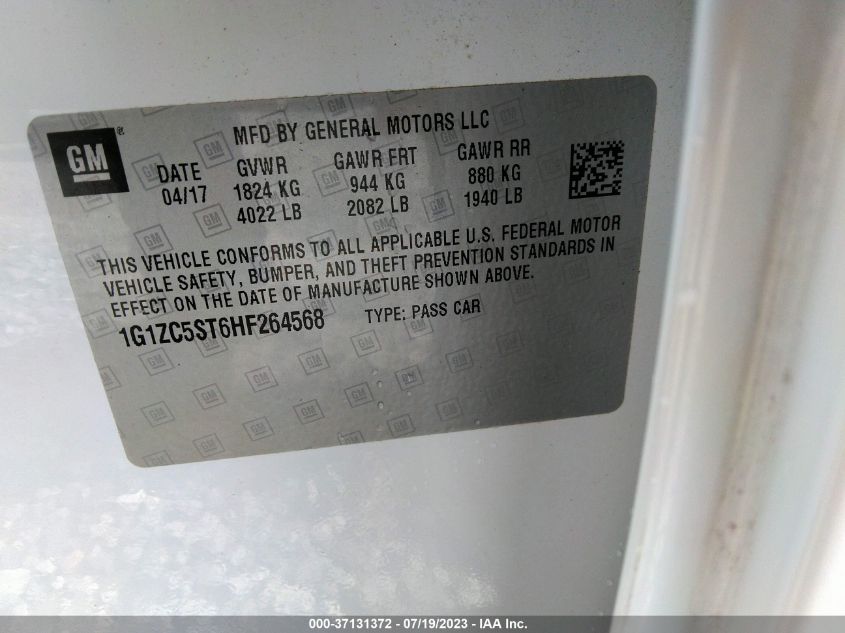 GM
MFD BY GENERAL MOTORS LLC
DATE GVWR GAWR FRT GAWR RR
04/17 1824 KG 944 KG 880 KG
4022 LB 2082 LB 1940 LB
THIS VEHICLE CONFORMS TO ALL APPLICABLE U.S. FEDERAL MOTOR
VEHICLE SAFETY, BUMPER, AND THEFT PREVENTION STANDARDS IN
EFFECT ON THE DATE OF MANUFACTURE SHOWN ABOVE.
1G1ZC5ST6HF264568 TYPE: PASS CAR
000-37131372 - 07/19/2023 - IAA Inc.